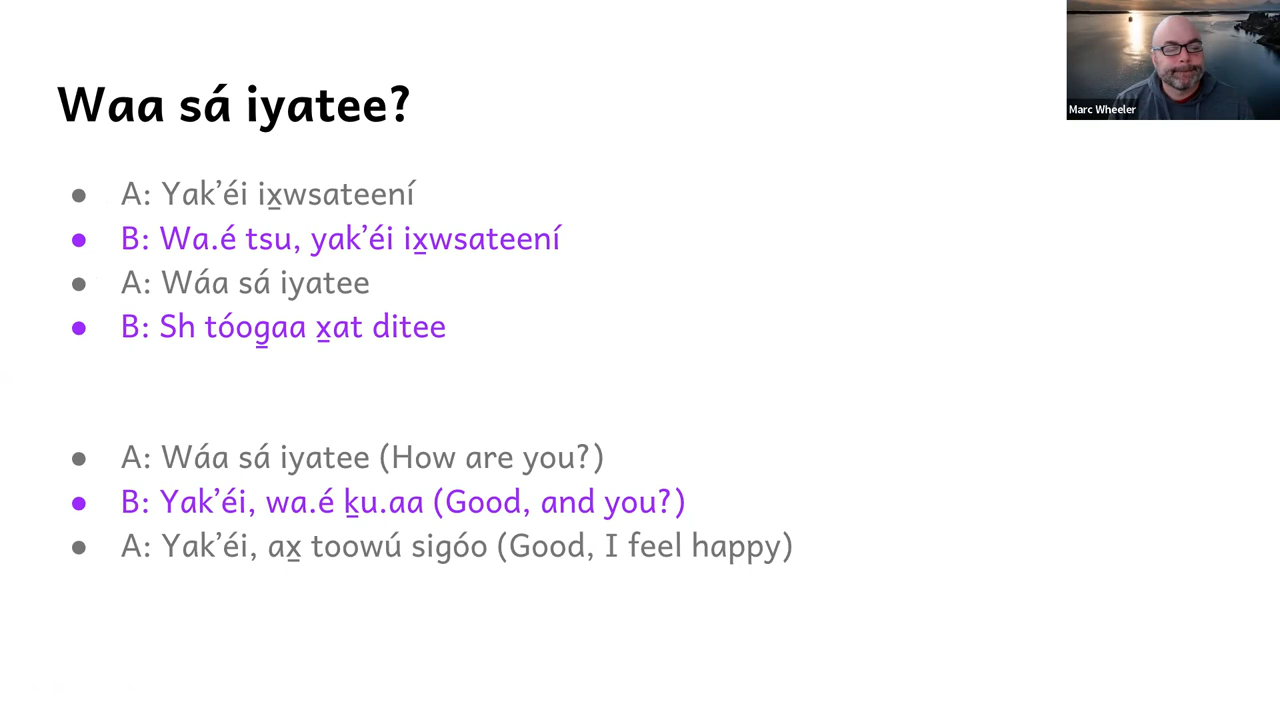 Waa sá iyatee?
Marc Wheeler
● A: Yak’éi ix̲wsateení
● B: Wa.é tsu, yak’éi ix̲wsateení
● A: Wáa sá iyatee
● B: Sh tóog̲aa x̲at ditee
● A: Wáa sá iyatee (How are you?)
● B: Yak’éi, wa.é ḵu.aa (Good, and you?)
● A: Yak’éi, ax̲ toowú sigóo (Good, I feel happy)